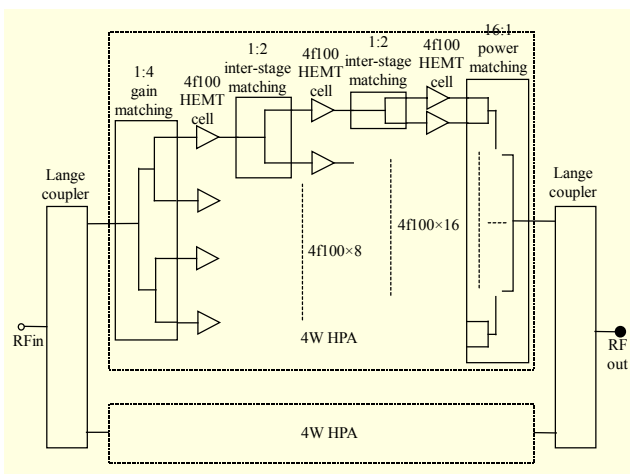 16:1
power
matching
1:4
gain
matching
4f100
HEMT
cell
1:2
inter-stage
matching
4f100
HEMT
cell
1:2
inter-stage
matching
4f100
HEMT
cell
Lange
coupler
Lange
coupler
4f100×8
4f100×16
RFin
4W HPA
RF
out
4W HPA